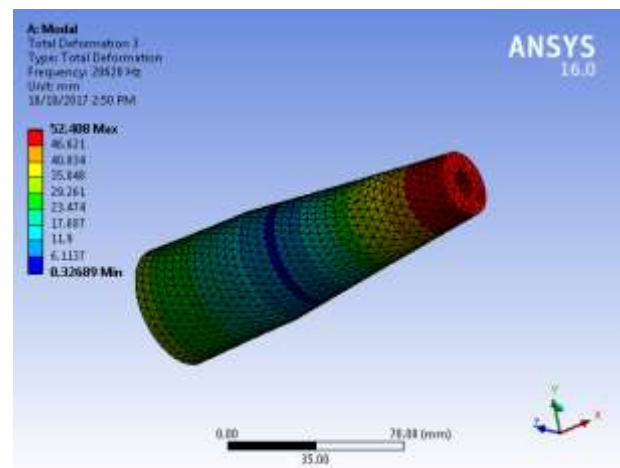 A: Modal
Total Deformation 3
Type: Total Deformation
Frequency: 20620 Hz
Unit: mm
18/10/2017 2:50 PM
ANSYS
16.0
52.408 Max
46.621
40.834
35.048
29.261
23.474
17.687
11.9
6.1137
0.32689 Min
0.00
70.00 (mm)
35.00
Y
Z
X